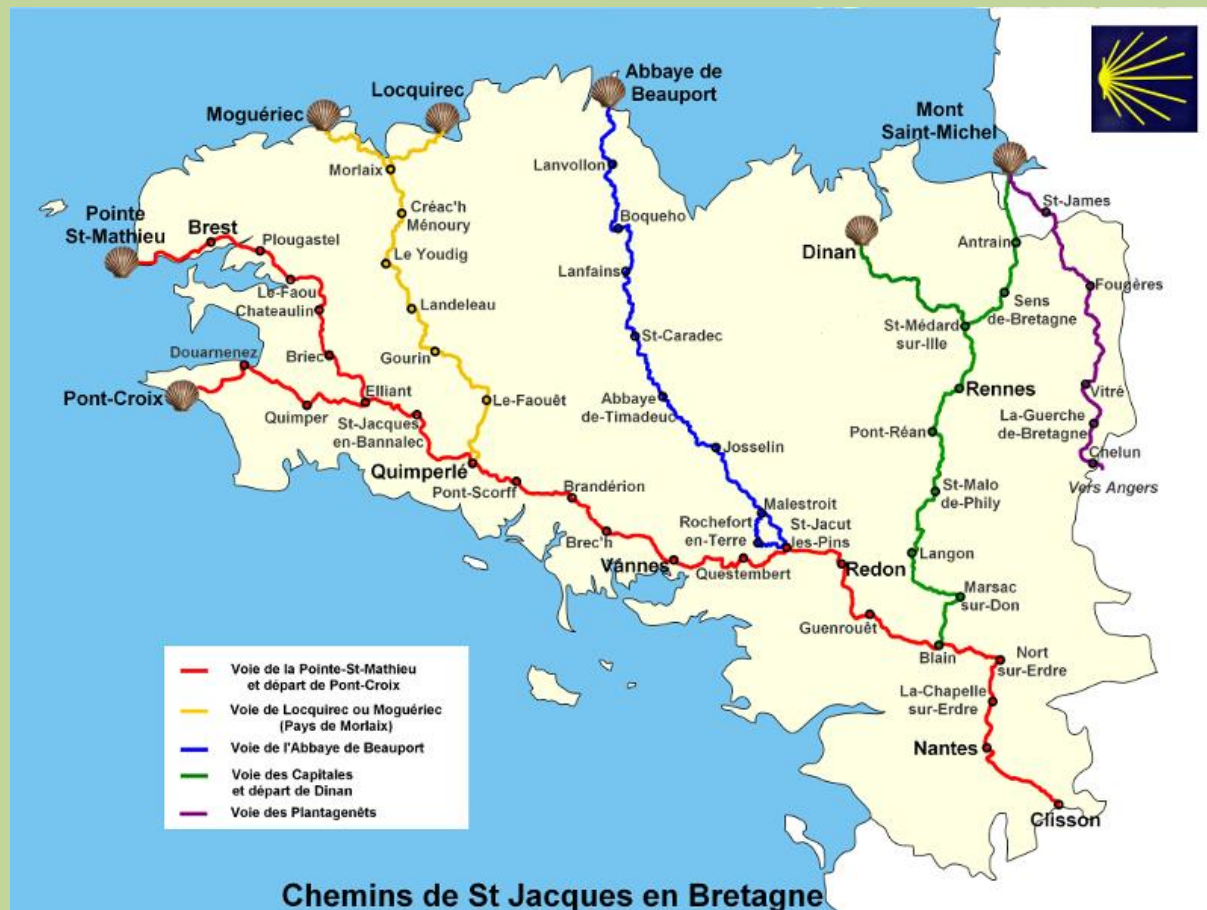 Abbaye de
Beauport
Locquirec
Moguériec
Mont
Saint-Michel
Morlaix
Lanvollon
St-James
Créac'h
Ménoury
Pointe
St-Mathieu
Brest
Plougastel
Boqueho
Dinan
Antrain
Le Youdig
Lanfains
Fougères
Le-Faou
Chateaulin
Landeleau
Sens
de-Bretagne
St-Médard
sur-Ille
St-Caradec
Douarnenez
Briec
Gourin
Pont-Croix
Elliant
Quimper
St-Jacques
en-Bannalec
Le-Faouêt
Abbaye
de-Timadeuc
Rennes
Vitré
La-Guerche
de-Bretagne
Pont-Réan
Josselin
Chelun
Vers Angers
Quimperlé
Pont-Scorff
Brandérion
Malestroit
St-Malo
de-Phily
Rochefort
en-Terre
St-Jacut
les-Pins
Brec'h
Vannes
Questembert
Redon
Langon
Marsac
sur-Don
Guenrouêt
Blain
Nort
sur-Erdre
La-Chapelle
sur-Erdre
Nantes
Clisson
Voie de la Pointe-St-Mathieu
et départ de Pont-Croix
Voie de Locquirec ou Moguériec
(Pays de Morlaix)
Voie de l'Abbaye de Beauport
Voie des Capitales
et départ de Dinan
Voie des Plantagenêts
Chemins de St Jacques en Bretagne